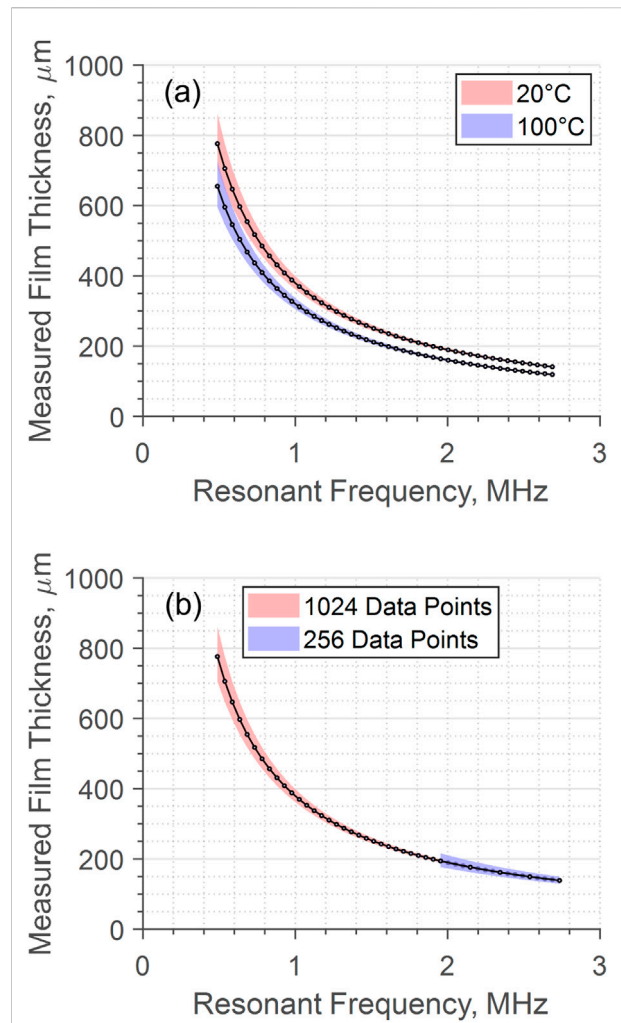 1000
(a)
20°C
100°C
800
600
400
200
0
0
1
2
3
Measured Film Thickness, μm
Resonant Frequency, MHz
1000
(b)
1024 Data Points
256 Data Points
800
600
400
200
0
0
1
2
3
Measured Film Thickness, μm
Resonant Frequency, MHz